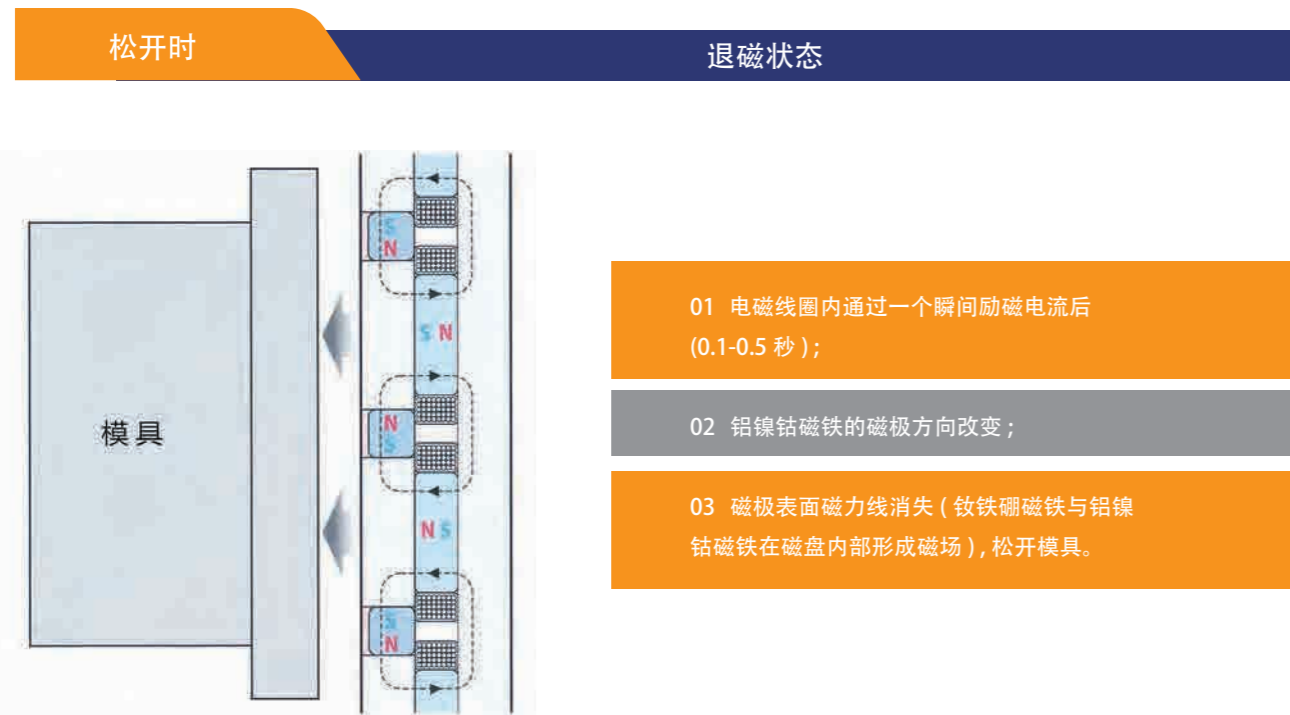 松开时
退磁状态
S
N
S N
模具
N
S
N S
S
N
01 电磁线圈内通过一个瞬间励磁电流后
(0.1-0.5 秒 ) ;
02 铝镍钴磁铁的磁极方向改变 ;
03 磁极表面磁力线消失 ( 钕铁硼磁铁与铝镍
钴磁铁在磁盘内部形成磁场 ) , 松开模具。